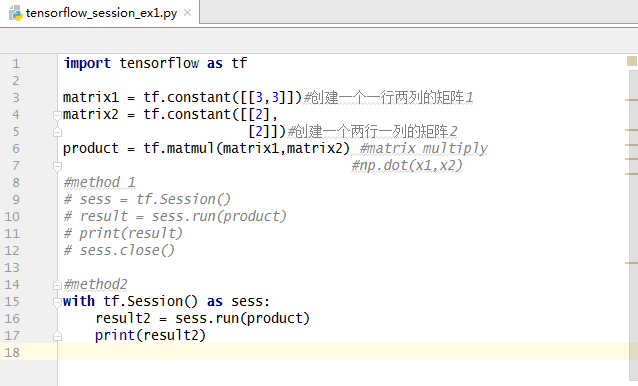 tensorflow_session_ex1.py ×
1 import tensorflow as tf
2
3 matrix1 = tf.constant([[3,3]])#创建一个一行两列的矩阵1
4 matrix2 = tf.constant([[2],
5                        [2]])#创建一个两行一列的矩阵2
6 product = tf.matmul(matrix1,matrix2) #matrix multiply
7                                      #np.dot(x1,x2)
8 #method 1
9 # sess = tf.Session()
10 # result = sess.run(product)
11 # print(result)
12 # sess.close()
13
14 #method2
15 with tf.Session() as sess:
16     result2 = sess.run(product)
17     print(result2)
18